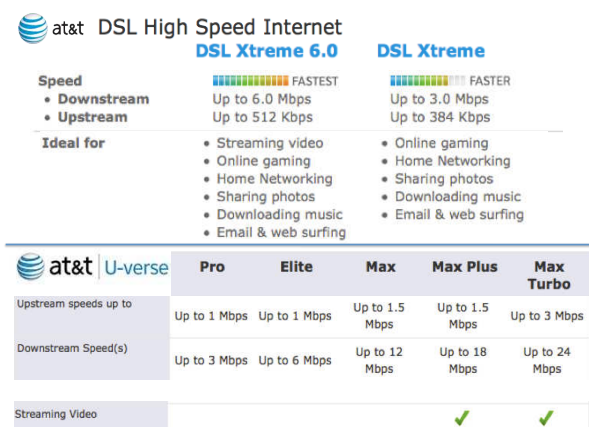 at&t DSL High Speed Internet
DSL Xtreme 6.0 DSL Xtreme
Speed FASTEST FASTER
• Downstream Up to 6.0 Mbps Up to 3.0 Mbps
• Upstream Up to 512 Kbps Up to 384 Kbps
Ideal for • Streaming video • Online gaming
• Online gaming • Home Networking
• Home Networking • Sharing photos
• Sharing photos • Downloading music
• Downloading music • Email & web surfing
• Email & web surfing
at&t U-verse Pro Elite Max Max Plus Max Turbo
Upstream speeds up to Up to 1 Mbps Up to 1 Mbps Up to 1.5 Mbps Up to 1.5 Mbps Up to 3 Mbps
Downstream Speed(s) Up to 3 Mbps Up to 6 Mbps Up to 12 Mbps Up to 18 Mbps Up to 24 Mbps
Streaming Video ✓ ✓